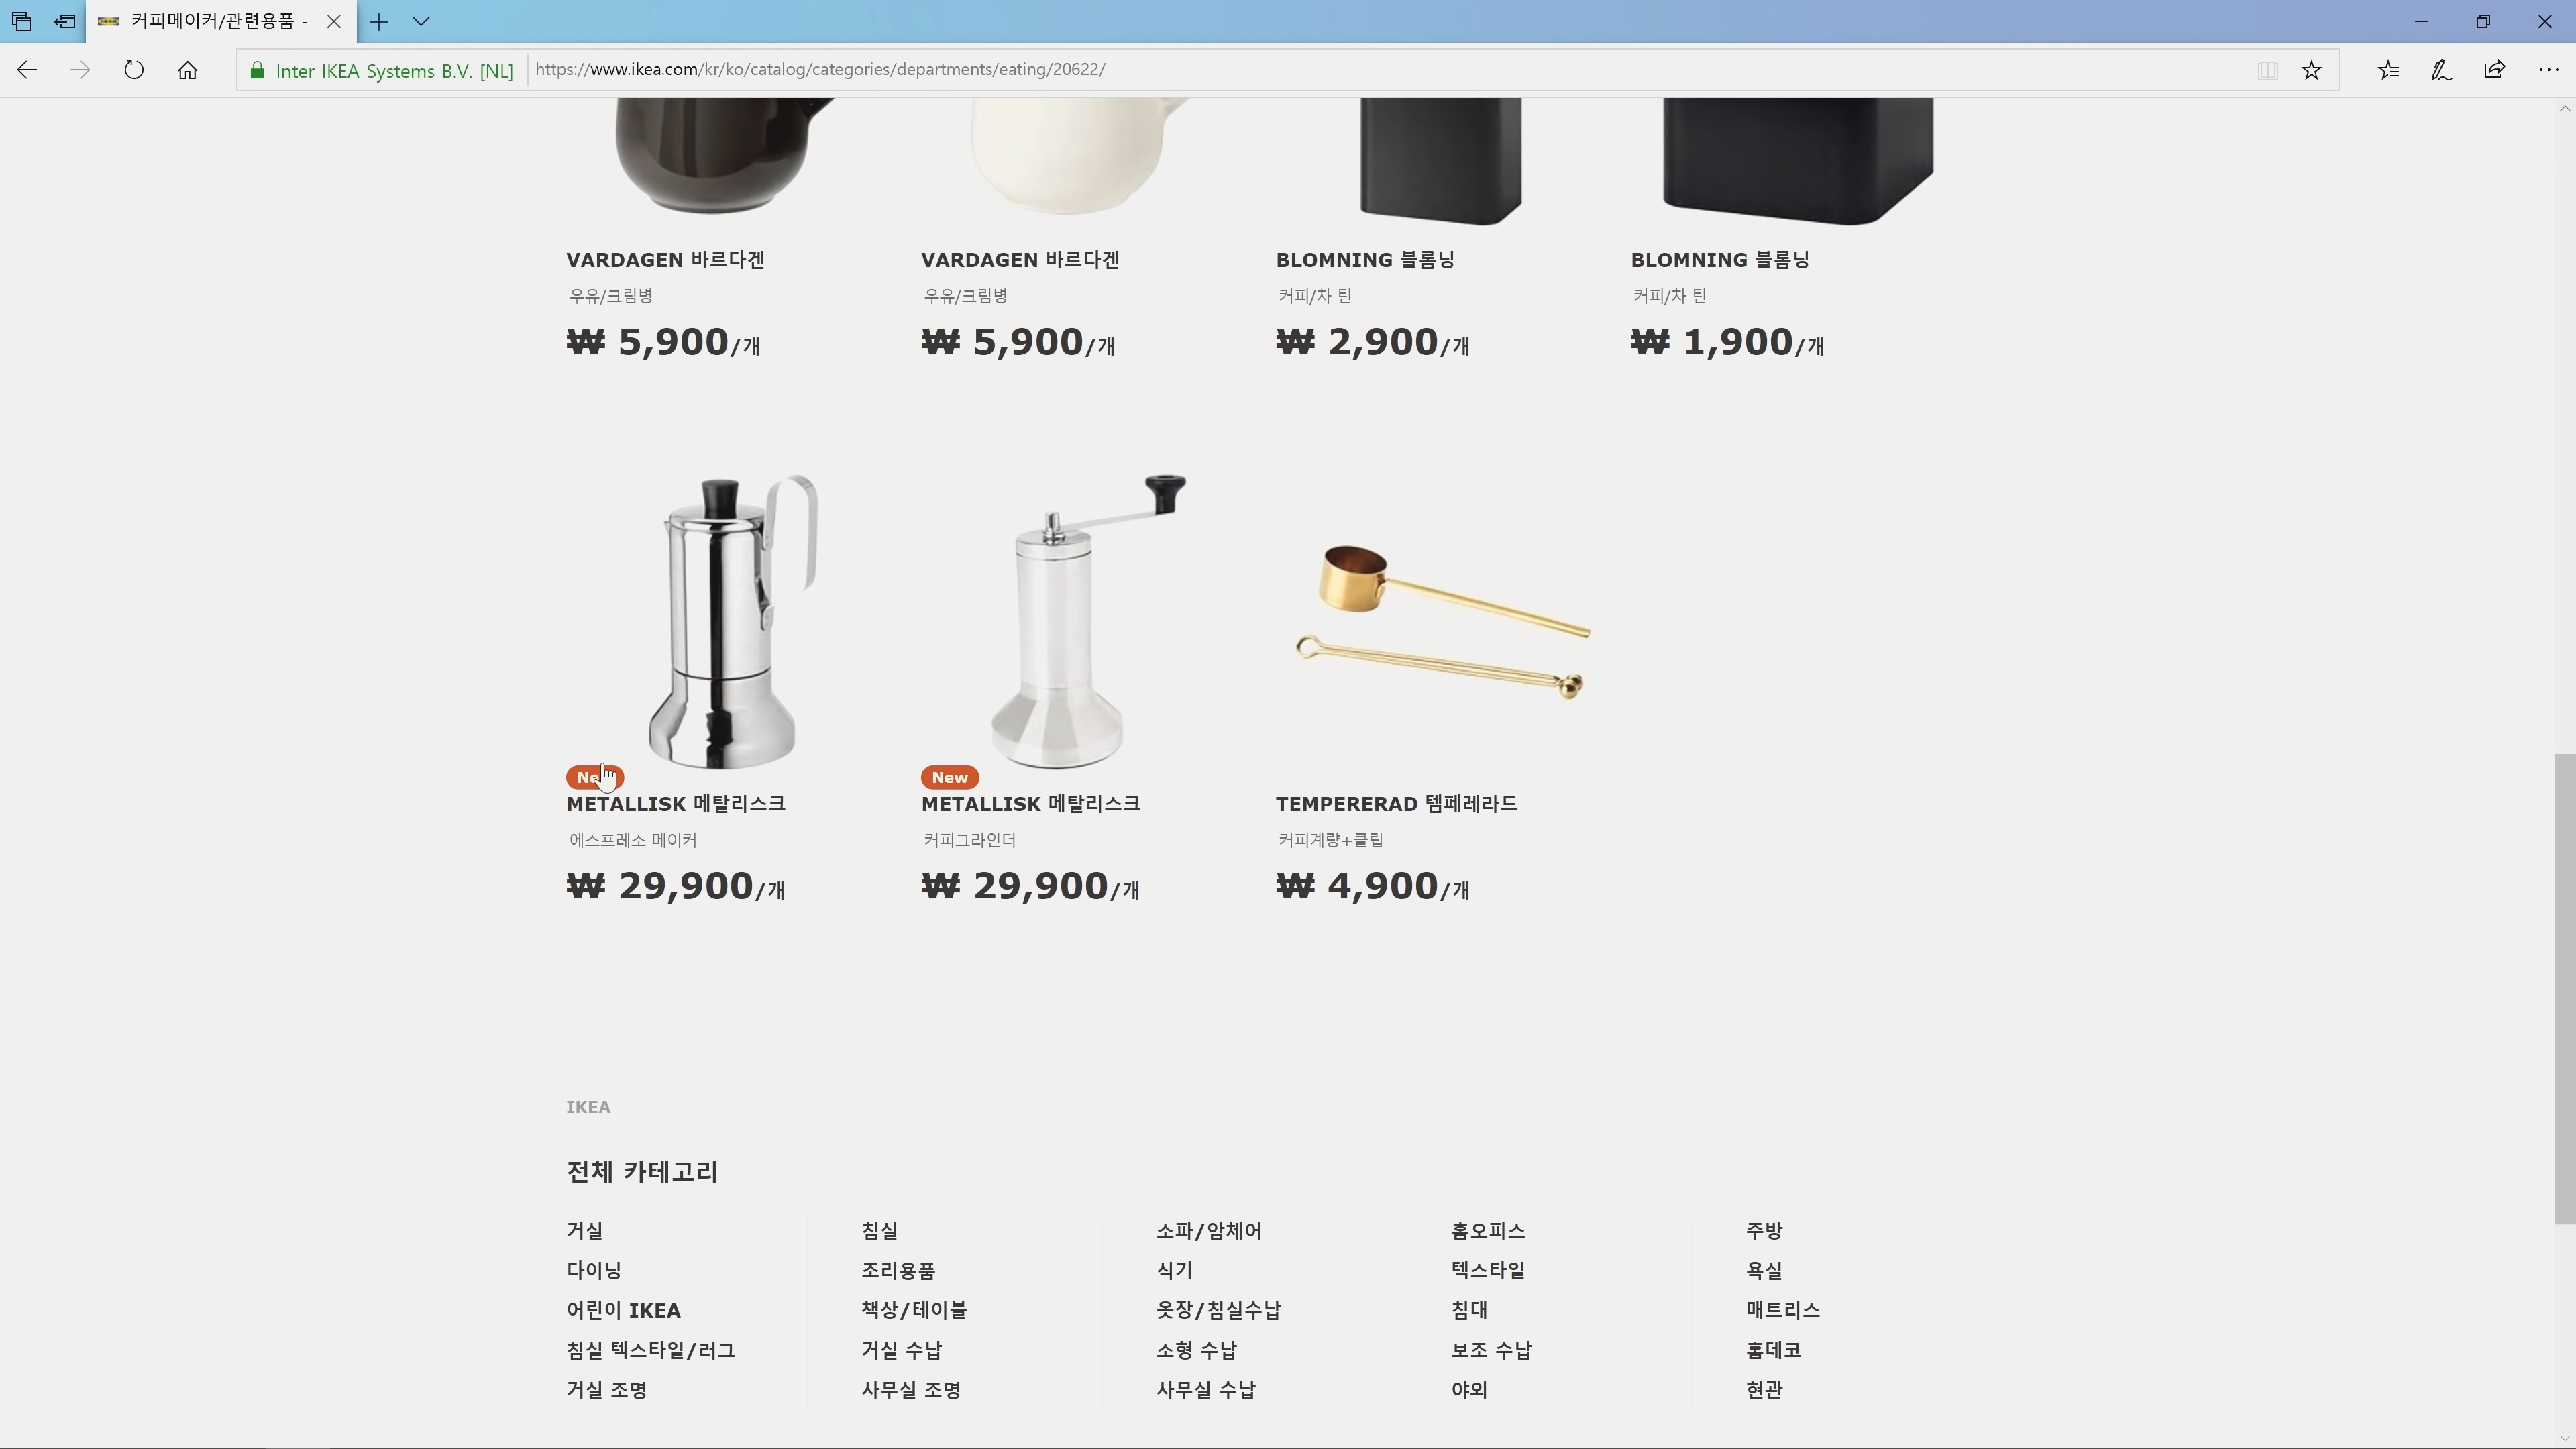 커피메이커/관련용품 -
Inter IKEA Systems B.V. [NL]
https://www.ikea.com/kr/ko/catalog/categories/departments/eating/20622/
VARDAGEN 바르다겐
우유/크림병
₩ 5,900/개
VARDAGEN 바르다겐
우유/크림병
₩ 5,900/개
BLOMNING 블롬닝
커피/차 틴
₩ 2,900/개
BLOMNING 블롬닝
커피/차 틴
₩ 1,900/개
METALLISK 메탈리스크
에스프레소 메이커
₩ 29,900/개
New
METALLISK 메탈리스크
커피그라인더
₩ 29,900/개
TEMPERERAD 템페레라드
커피계량+클립
₩ 4,900/개
IKEA
전체 카테고리
거실
다이닝
어린이 IKEA
침실 텍스타일/러그
거실 조명
침실
조리용품
책상/테이블
거실 수납
사무실 조명
소파/암체어
식기
옷장/침실수납
소형 수납
사무실 수납
홈오피스
텍스타일
침대
보조 수납
야외
주방
욕실
매트리스
홈데코
현관